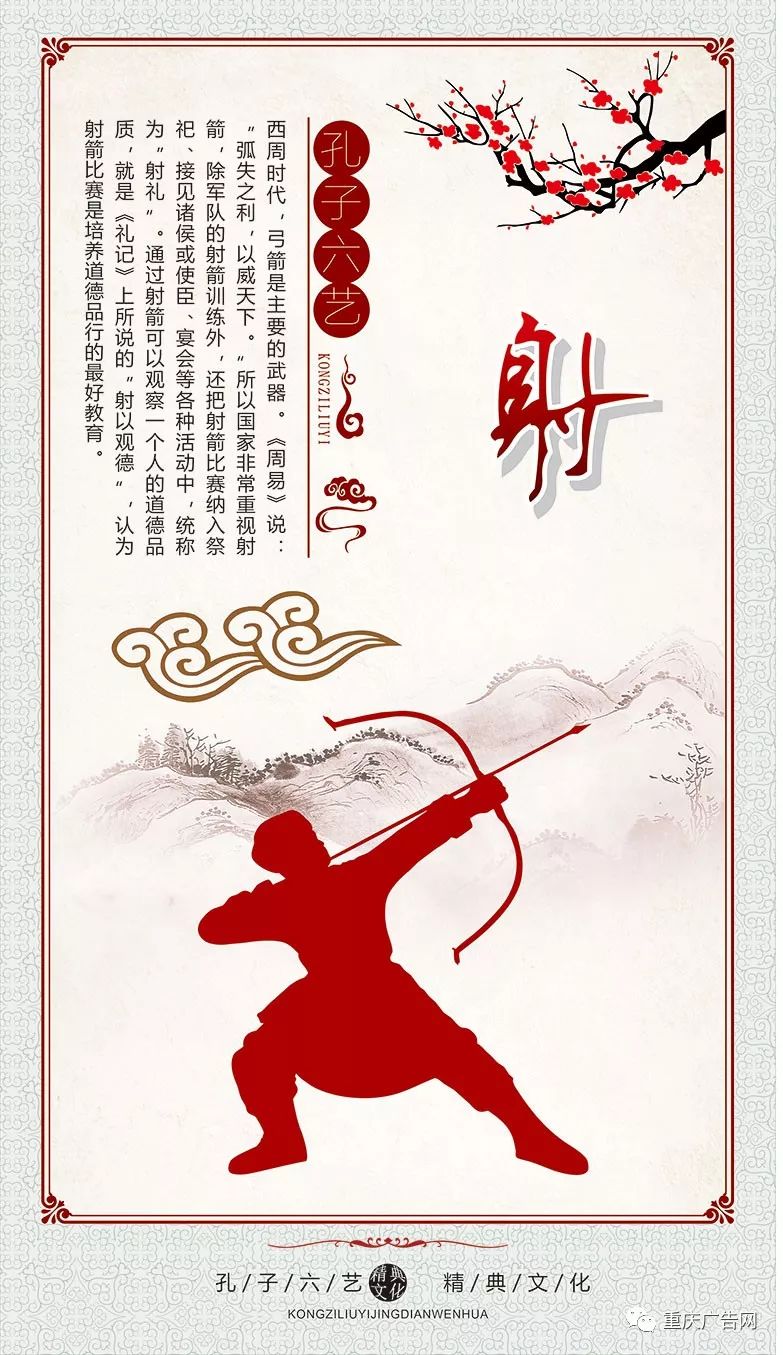 射
孔子六艺
KONGZILIUYI
西周时代，弓箭是主要的武器。《周易》说：
“弧失之利，以威天下。”所以国家非常重视射
箭，除军队的射箭训练外，还把射箭比赛纳入祭
祀、接见诸侯或使臣、宴会等各种活动中，统称
为“射礼”。通过射箭可以观察一个人的道德品
质，就是《礼记》上所说的“射以观德”，认为
射箭比赛是培养道德品行的最好教育。
孔/子/六/艺 精典文化 精/典/文/化
KONGZILIUYIJINGDIANWENHUA
重庆广告网